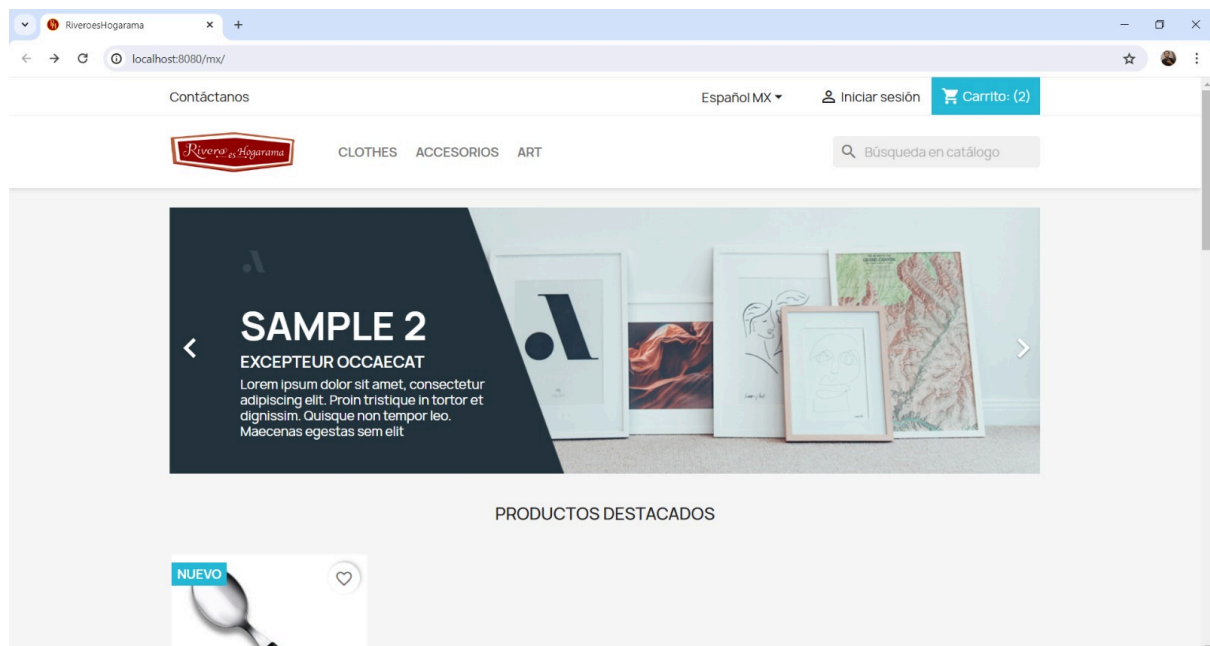 RiveroesHogarama
localhost:8080/mx/
Contáctanos
Español MX
Iniciar sesión
Carrito: (2)
Rivero es Hogarama
CLOTHES ACCESORIOS ART
Búsqueda en catálogo
SAMPLE 2
EXCEPTEUR OCCAECAT
Lorem ipsum dolor sit amet, consectetur
adipiscing elit. Proin tristique in tortor et
dignissim. Quisque non tempor leo.
Maecenas egestas sem elit
PRODUCTOS DESTACADOS
NUEVO